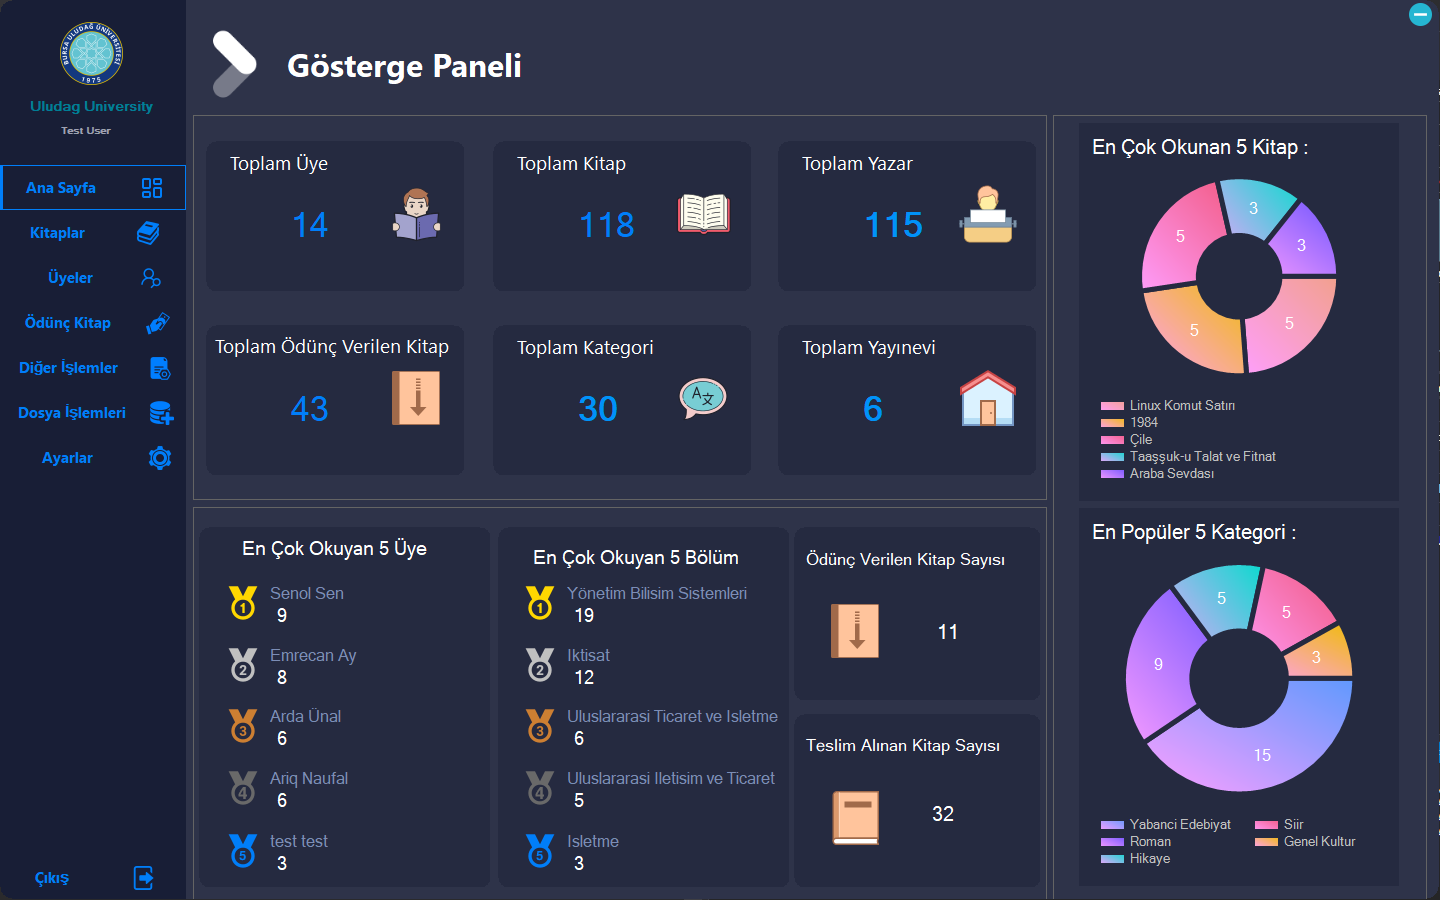 BURSA ULUDAĞ ÜNİVERSİTESİ
1975
Uludag University
Test User
Ana Sayfa
Kitaplar
Üyeler
Ödünç Kitap
Diğer İşlemler
Dosya İşlemleri
Ayarlar
Çıkış
Gösterge Paneli
Toplam Üye
14
Toplam Kitap
118
Toplam Yazar
115
Toplam Ödünç Verilen Kitap
43
Toplam Kategori
30
Toplam Yayınevi
6
En Çok Okuyan 5 Üye
1
Senol Sen
9
2
Emrecan Ay
8
3
Arda Ünal
6
4
Ariq Naufal
6
5
test test
3
En Çok Okuyan 5 Bölüm
1
Yönetim Bilisim Sistemleri
19
2
Iktisat
12
3
Uluslararasi Ticaret ve Isletme
6
4
Uluslararasi Iletisim ve Ticaret
5
5
Isletme
3
Ödünç Verilen Kitap Sayısı
11
Teslim Alınan Kitap Sayısı
32
En Çok Okunan 5 Kitap :
3
5
3
5
5
Linux Komut Satırı
1984
Çile
Taaşşuk-u Talat ve Fitnat
Araba Sevdası
En Popüler 5 Kategori :
5
5
9
3
15
Yabanci Edebiyat
Roman
Hikaye
Siir
Genel Kultur